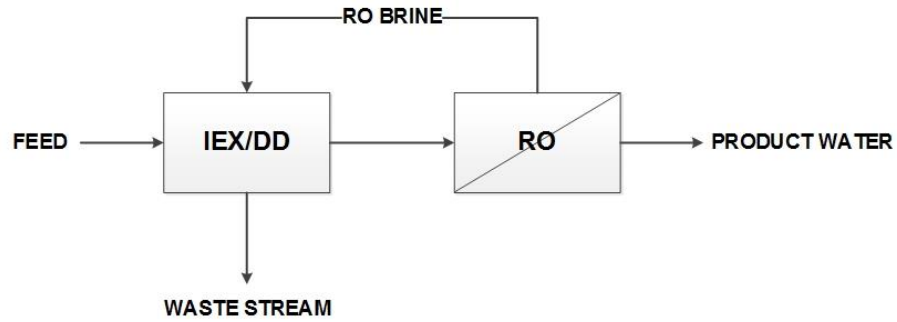 RO BRINE
FEED
IEX/DD
RO
PRODUCT WATER
WASTE STREAM